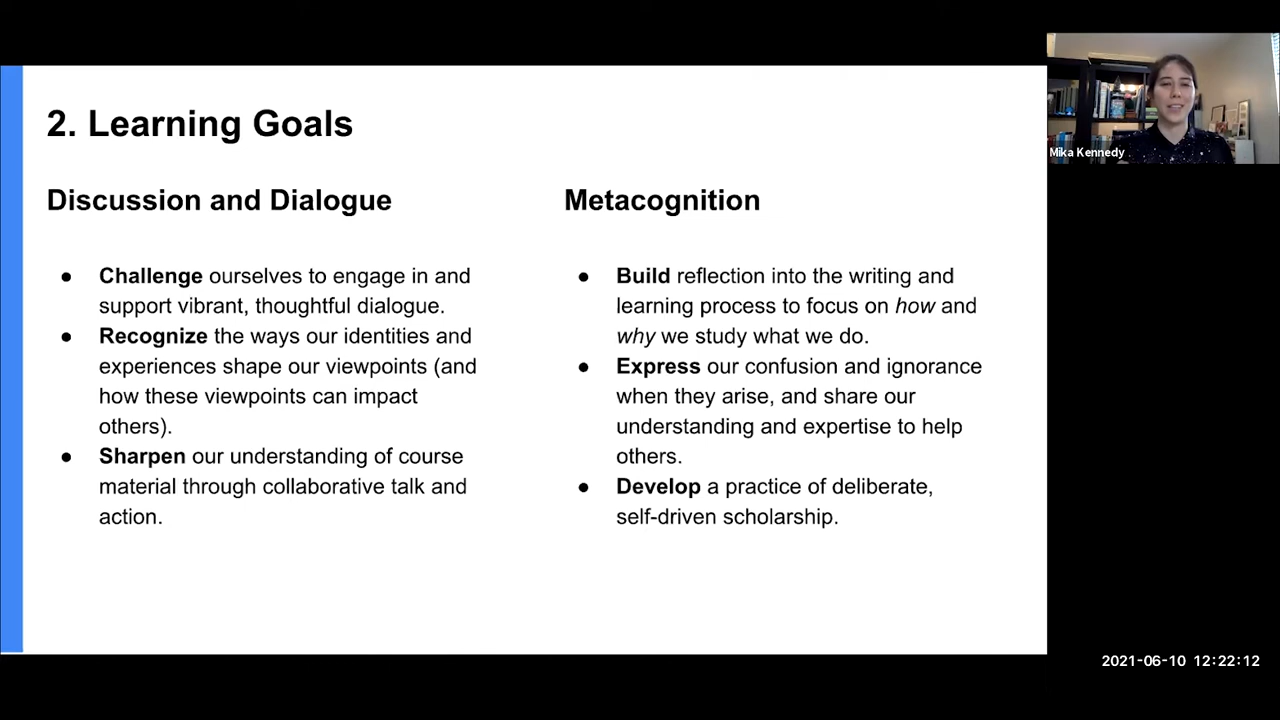 2. Learning Goals
Discussion and Dialogue
● Challenge ourselves to engage in and
support vibrant, thoughtful dialogue.
● Recognize the ways our identities and
experiences shape our viewpoints (and
how these viewpoints can impact
others).
● Sharpen our understanding of course
material through collaborative talk and
action.
Metacognition
● Build reflection into the writing and
learning process to focus on how and
why we study what we do.
● Express our confusion and ignorance
when they arise, and share our
understanding and expertise to help
others.
● Develop a practice of deliberate,
self-driven scholarship.
Mika Kennedy
2021-06-10 12:22:12